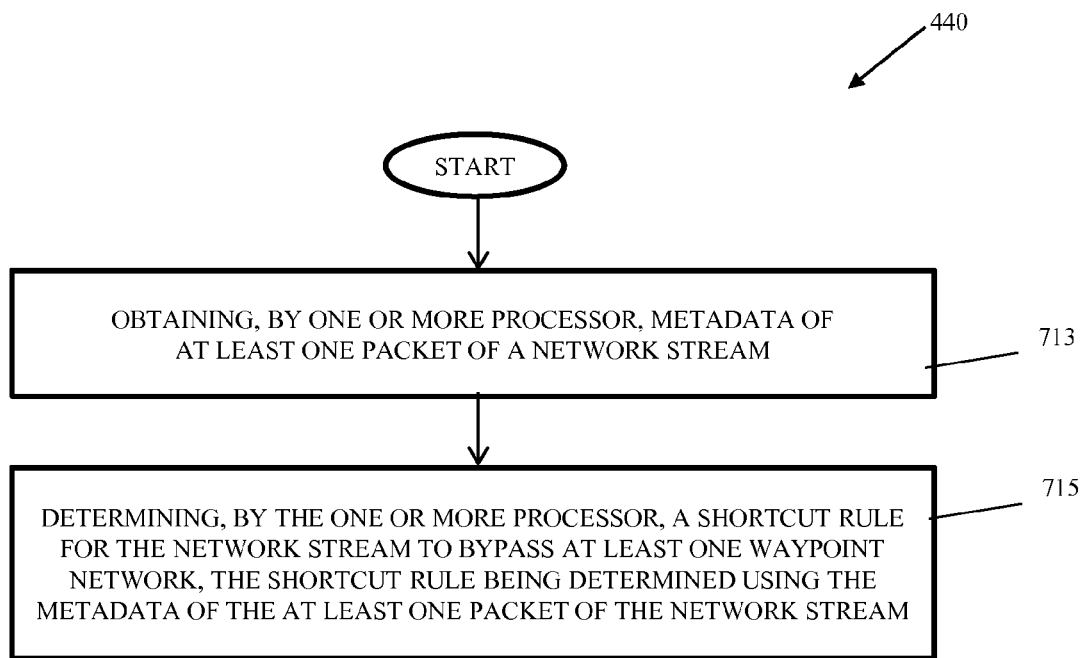 440
START
OBTAINING, BY ONE OR MORE PROCESSOR, METADATA OF
AT LEAST ONE PACKET OF A NETWORK STREAM
713
715
DETERMINING, BY THE ONE OR MORE PROCESSOR, A SHORTCUT RULE
FOR THE NETWORK STREAM TO BYPASS AT LEAST ONE WAYPOINT
NETWORK, THE SHORTCUT RULE BEING DETERMINED USING THE
METADATA OF THE AT LEAST ONE PACKET OF THE NETWORK STREAM